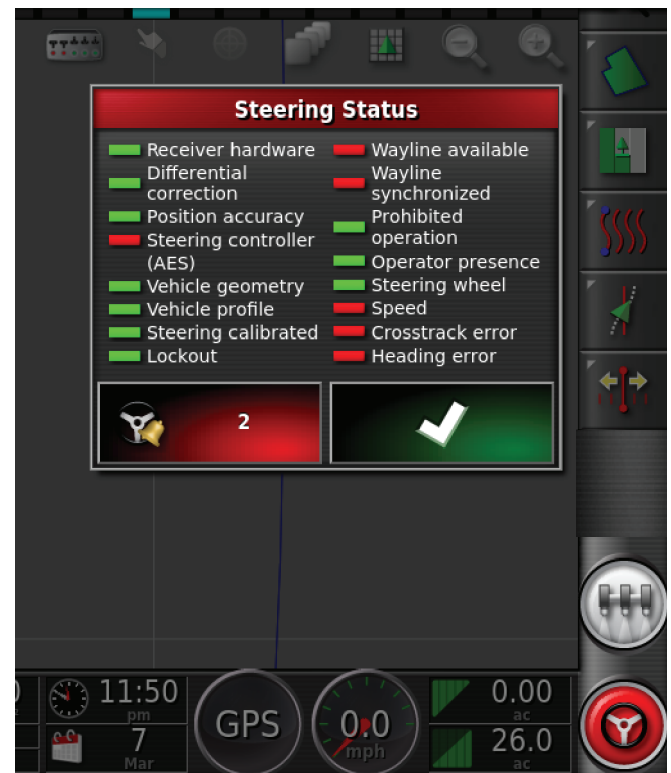 Steering Status
Receiver hardware
Differential
correction
Position accuracy
Steering controller
(AES)
Vehicle geometry
Vehicle profile
Steering calibrated
Lockout
Wayline available
Wayline
synchronized
Prohibited
operation
Operator presence
Steering wheel
Speed
Crosstrack error
Heading error
2
11:50
pm
7
Mar
GPS
0.0
mph
0.00
ac
26.0
ac